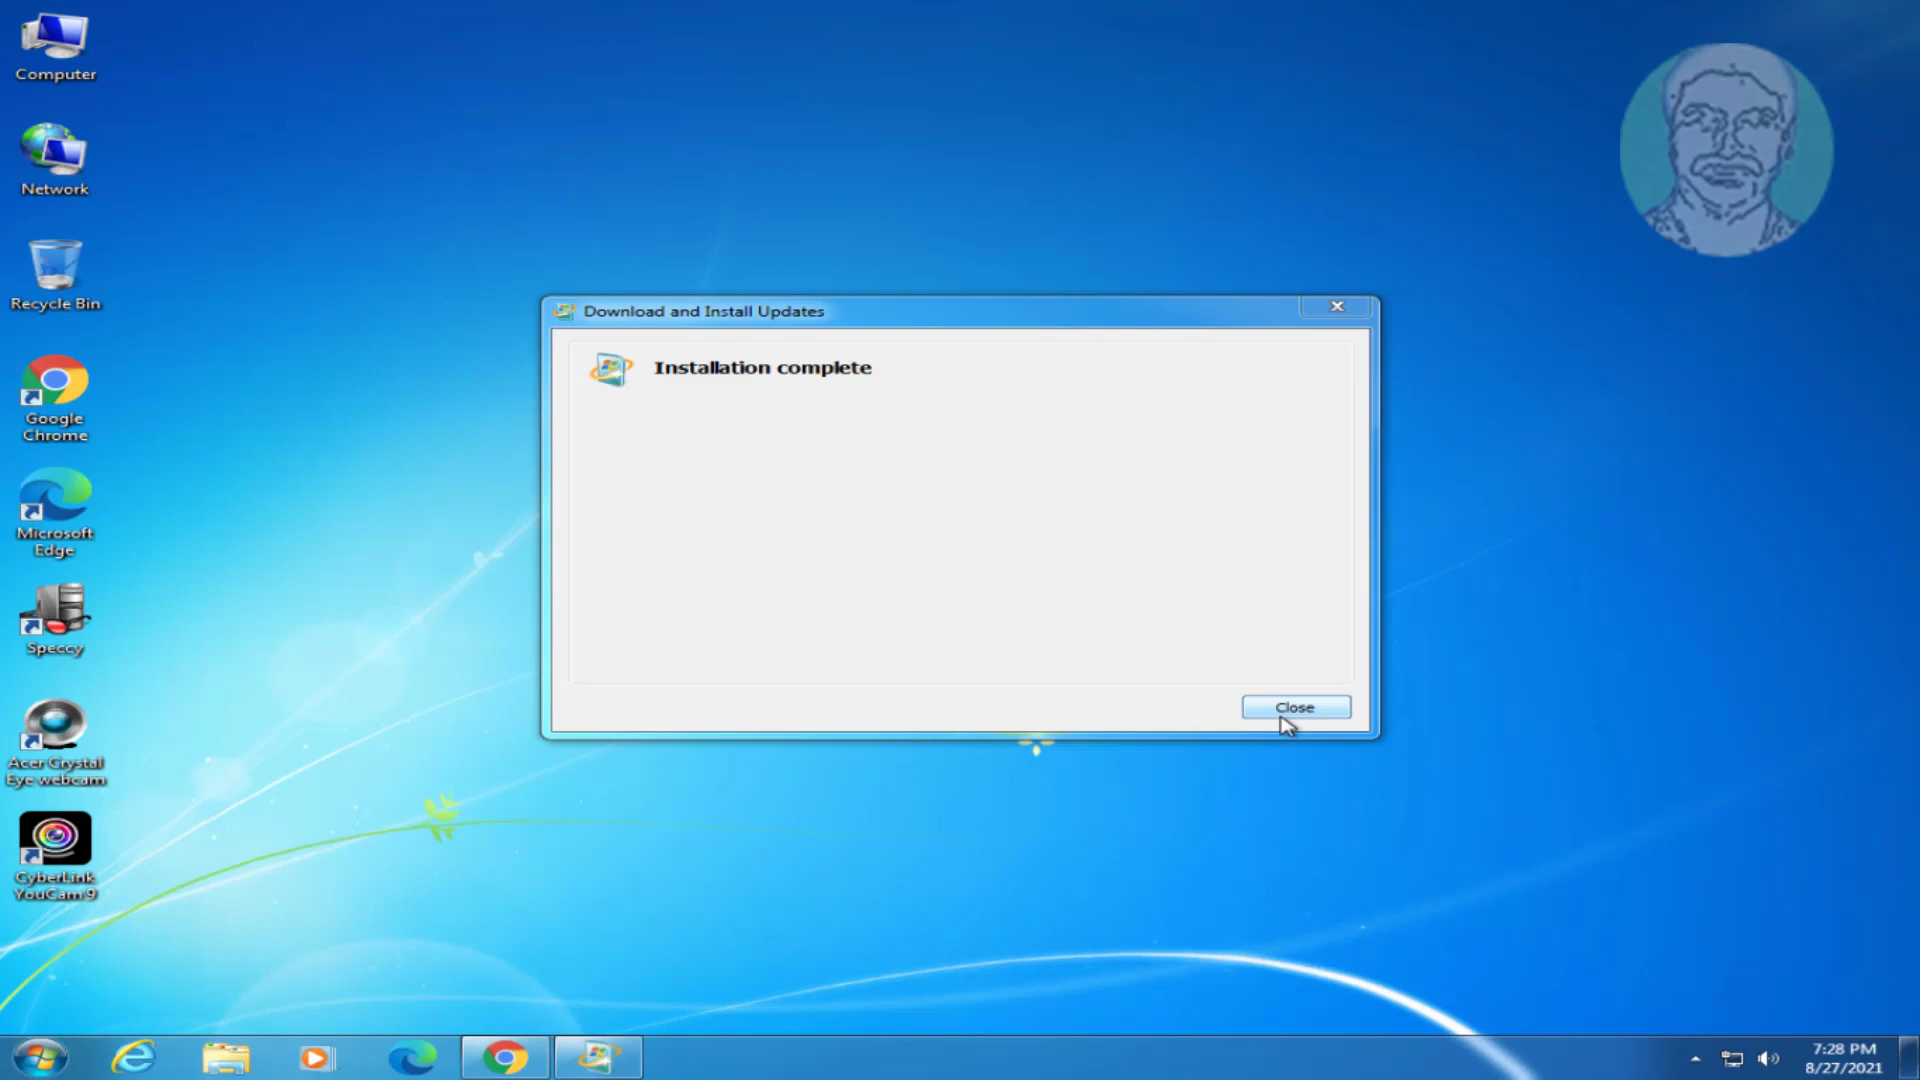 Computer
Network
Recycle Bin
Google
Chrome
Microsoft
Edge
Speccy
Acer Crystal
Eye webcam
CyberLink
YouCam 9
Download and Install Updates
Installation complete
Close
7:28 PM
8/27/2021